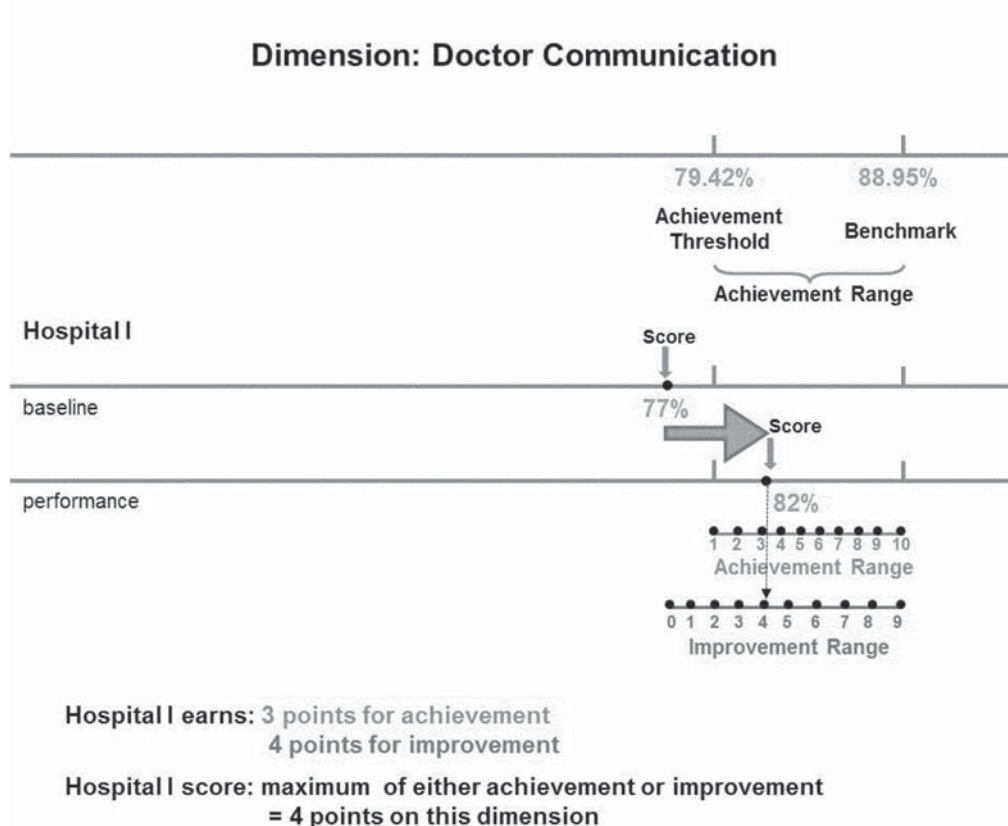 Dimension: Doctor Communication
79.42% 88.95%
Achievement
Threshold
Benchmark
Achievement Range
Hospital I
Score
baseline
77%
Score
performance
82%
1 2 3 4 5 6 7 8 9 10
Achievement Range
0 1 2 3 4 5 6 7 8 9
Improvement Range
Hospital I earns: 3 points for achievement
4 points for improvement
Hospital I score: maximum of either achievement or improvement
= 4 points on this dimension